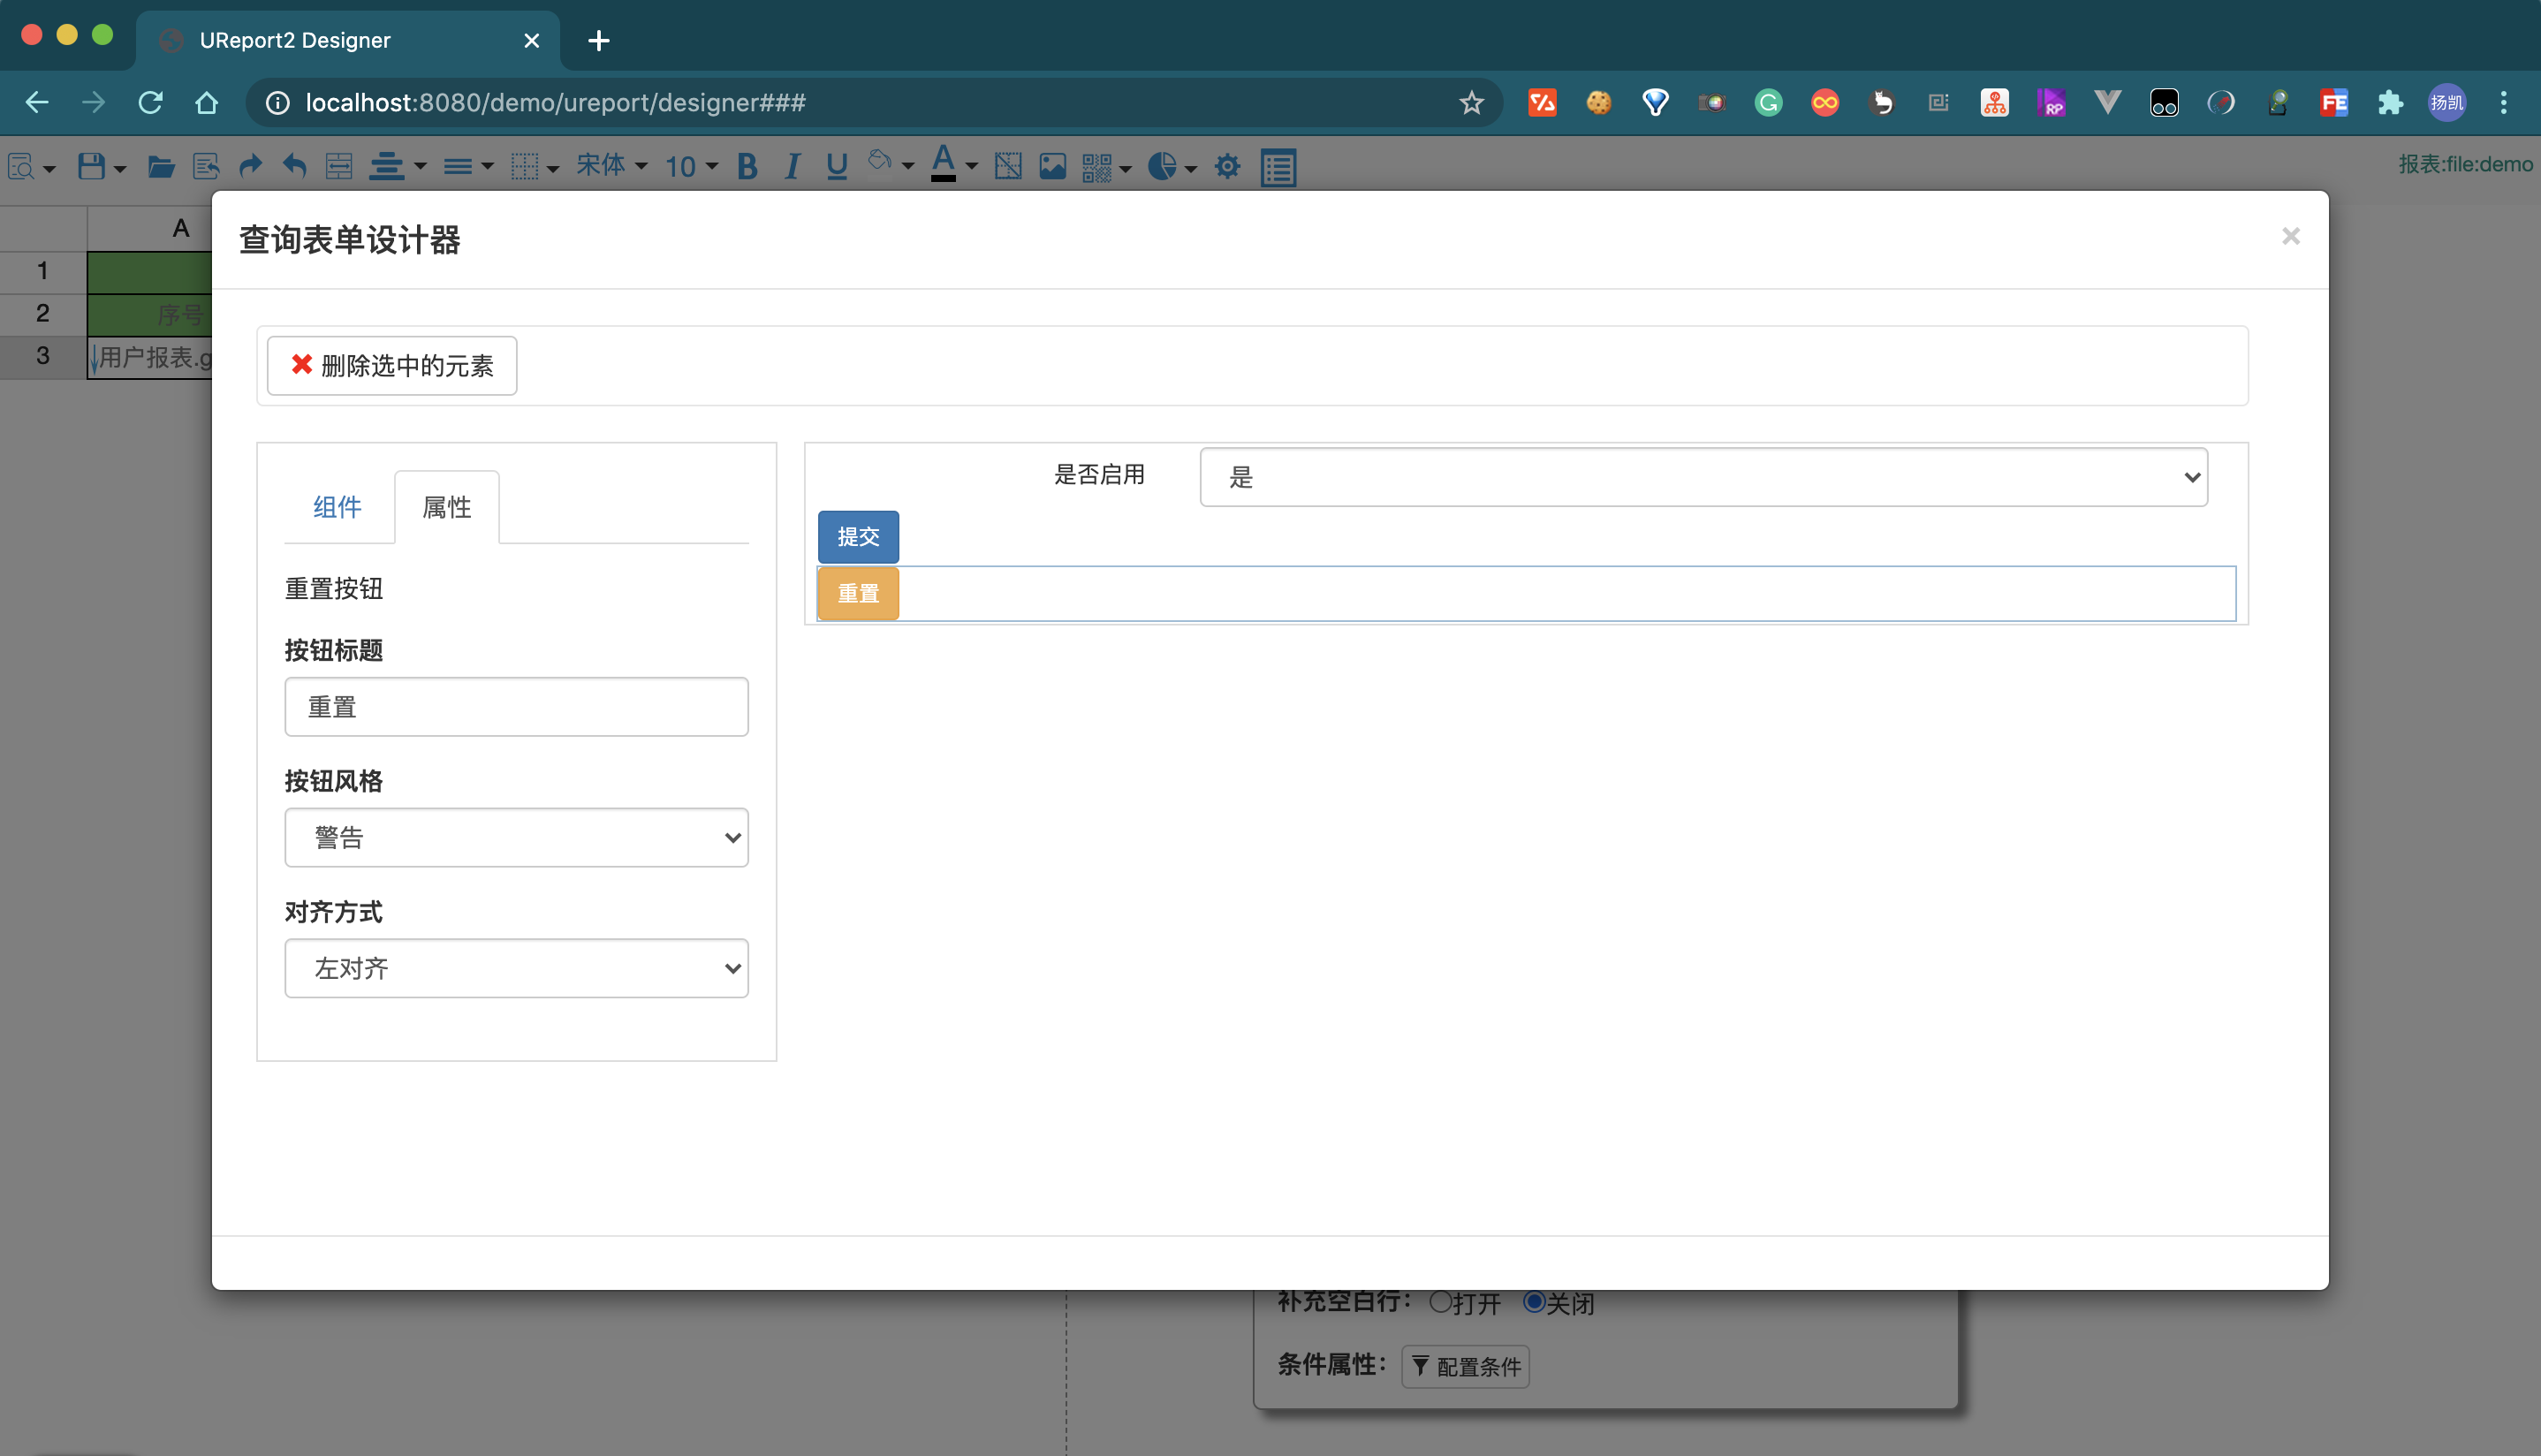 UReport2 Designer
localhost:8080/demo/ureport/designer###
扬凯
宋体
10
B
I
U
A
报表:file:demo
A
1
2
序号
3
用户报表.g
查询表单设计器
×
删除选中的元素
组件
属性
是否启用
是
提交
重置
重置按钮
按钮标题
重置
按钮风格
警告
对齐方式
左对齐
补充空白行：
打开
关闭
条件属性：
配置条件